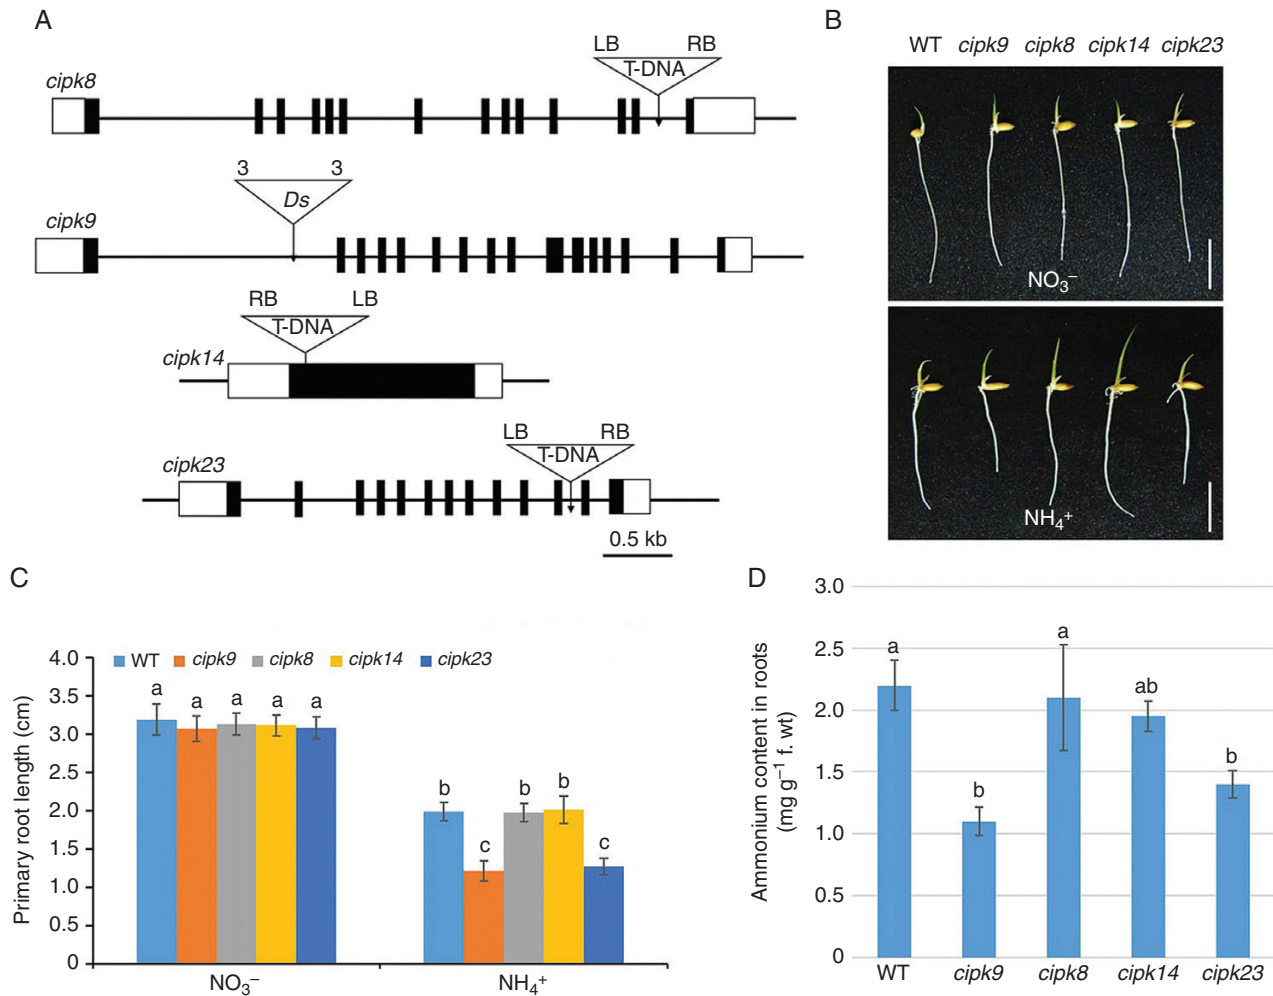 A
LB RB
T-DNA
cipk8
3 3
Ds
cipk9
RB LB
T-DNA
cipk14
LB RB
T-DNA
cipk23
0.5 kb
B
WT cipk9 cipk8 cipk14 cipk23
NO₃⁻
NH₄⁺
C
WT cipk9 cipk8 cipk14 cipk23
Primary root length (cm)
4.0
3.5
3.0
2.5
2.0
1.5
1.0
0.5
0
a a a a a
b c b b c
NO₃⁻ NH₄⁺
D
Ammonium content in roots
(mg g⁻¹ f. wt)
3.0
2.5
2.0
1.5
1.0
0.5
0
a b a ab b
WT cipk9 cipk8 cipk14 cipk23